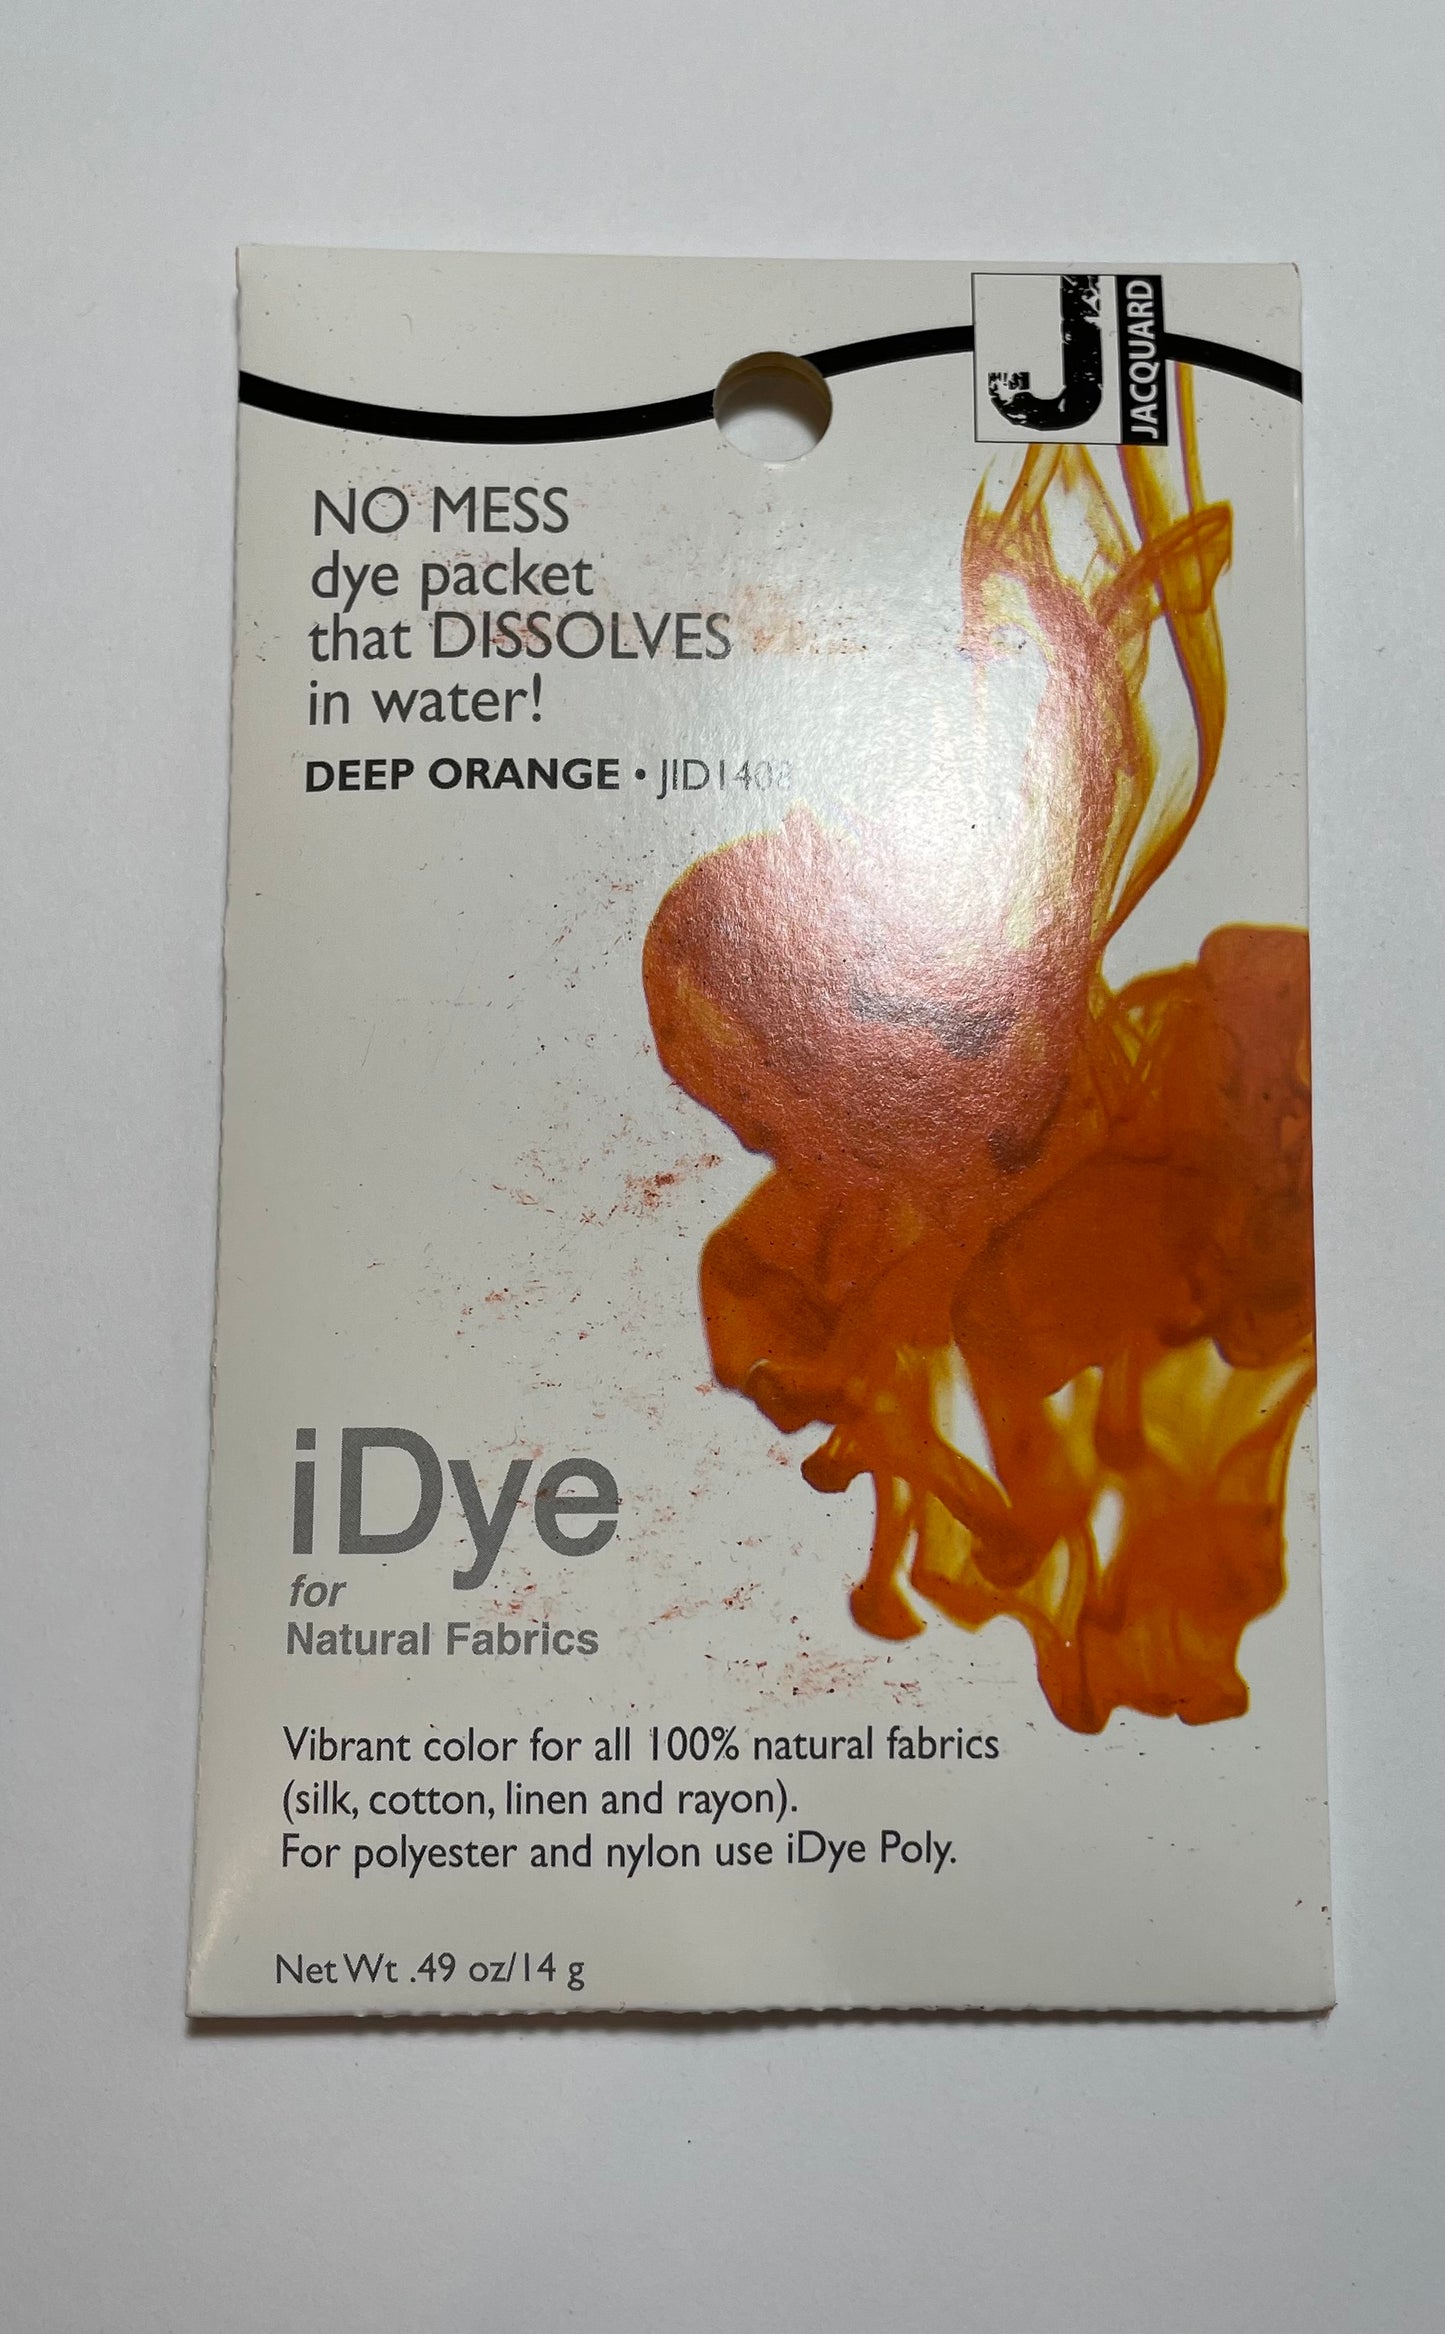 J
JACQUARD
NO MESS
dye packet
that DISSOLVES
in water!
DEEP ORANGE • JID1408
iDye
for
Natural Fabrics
Vibrant color for all 100% natural fabrics
(silk, cotton, linen and rayon).
For polyester and nylon use iDye Poly.
Net Wt .49 oz/14 g